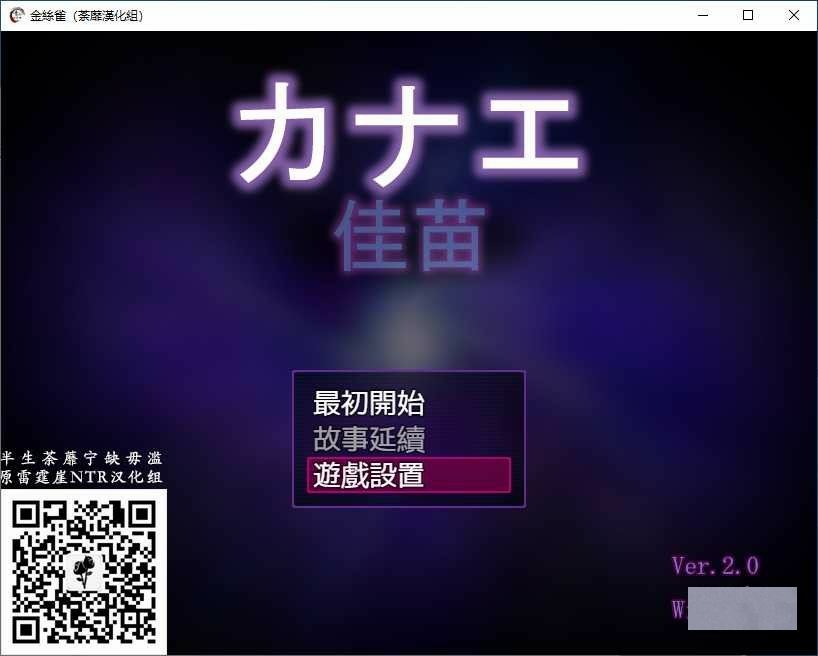 金絲雀（荼靡漢化組）
カナエ
佳苗
最初開始
故事延續
遊戲設置
半生荼蘼宁缺毋滥
原雷霆崖NTR汉化组
Ver.2.0